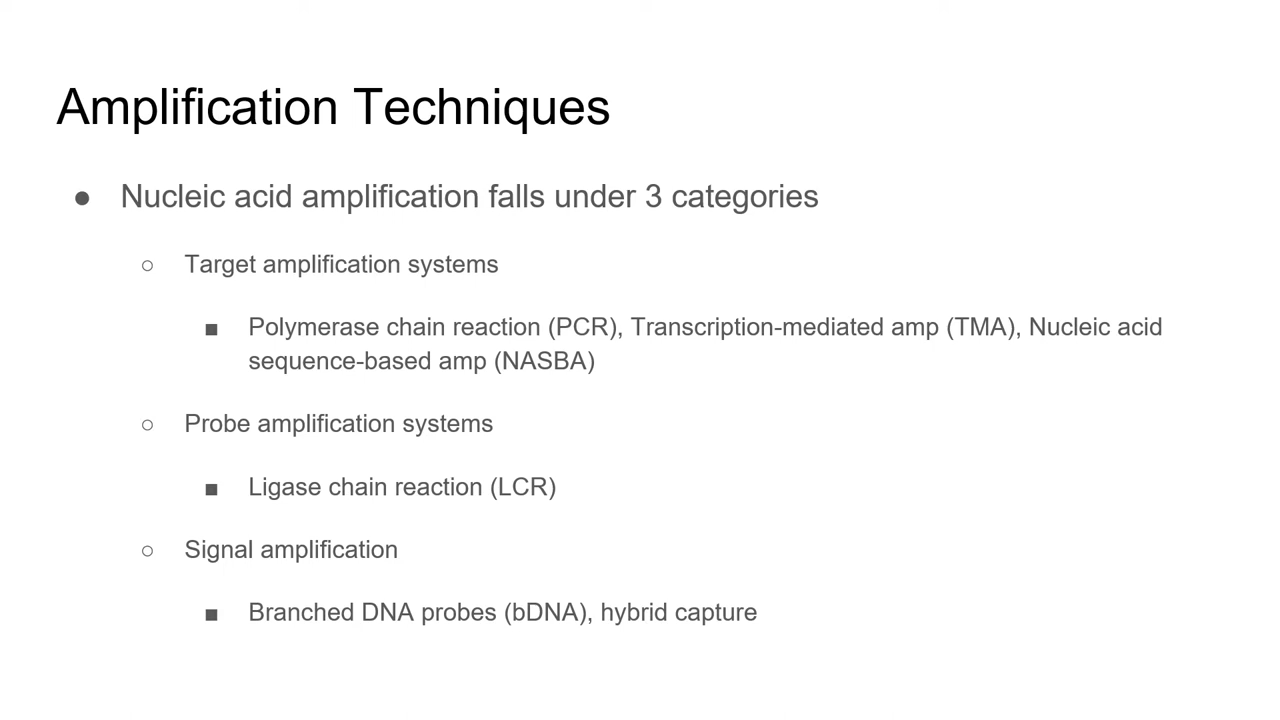 Amplification Techniques
● Nucleic acid amplification falls under 3 categories
○ Target amplification systems
■ Polymerase chain reaction (PCR), Transcription-mediated amp (TMA), Nucleic acid
sequence-based amp (NASBA)
○ Probe amplification systems
■ Ligase chain reaction (LCR)
○ Signal amplification
■ Branched DNA probes (bDNA), hybrid capture